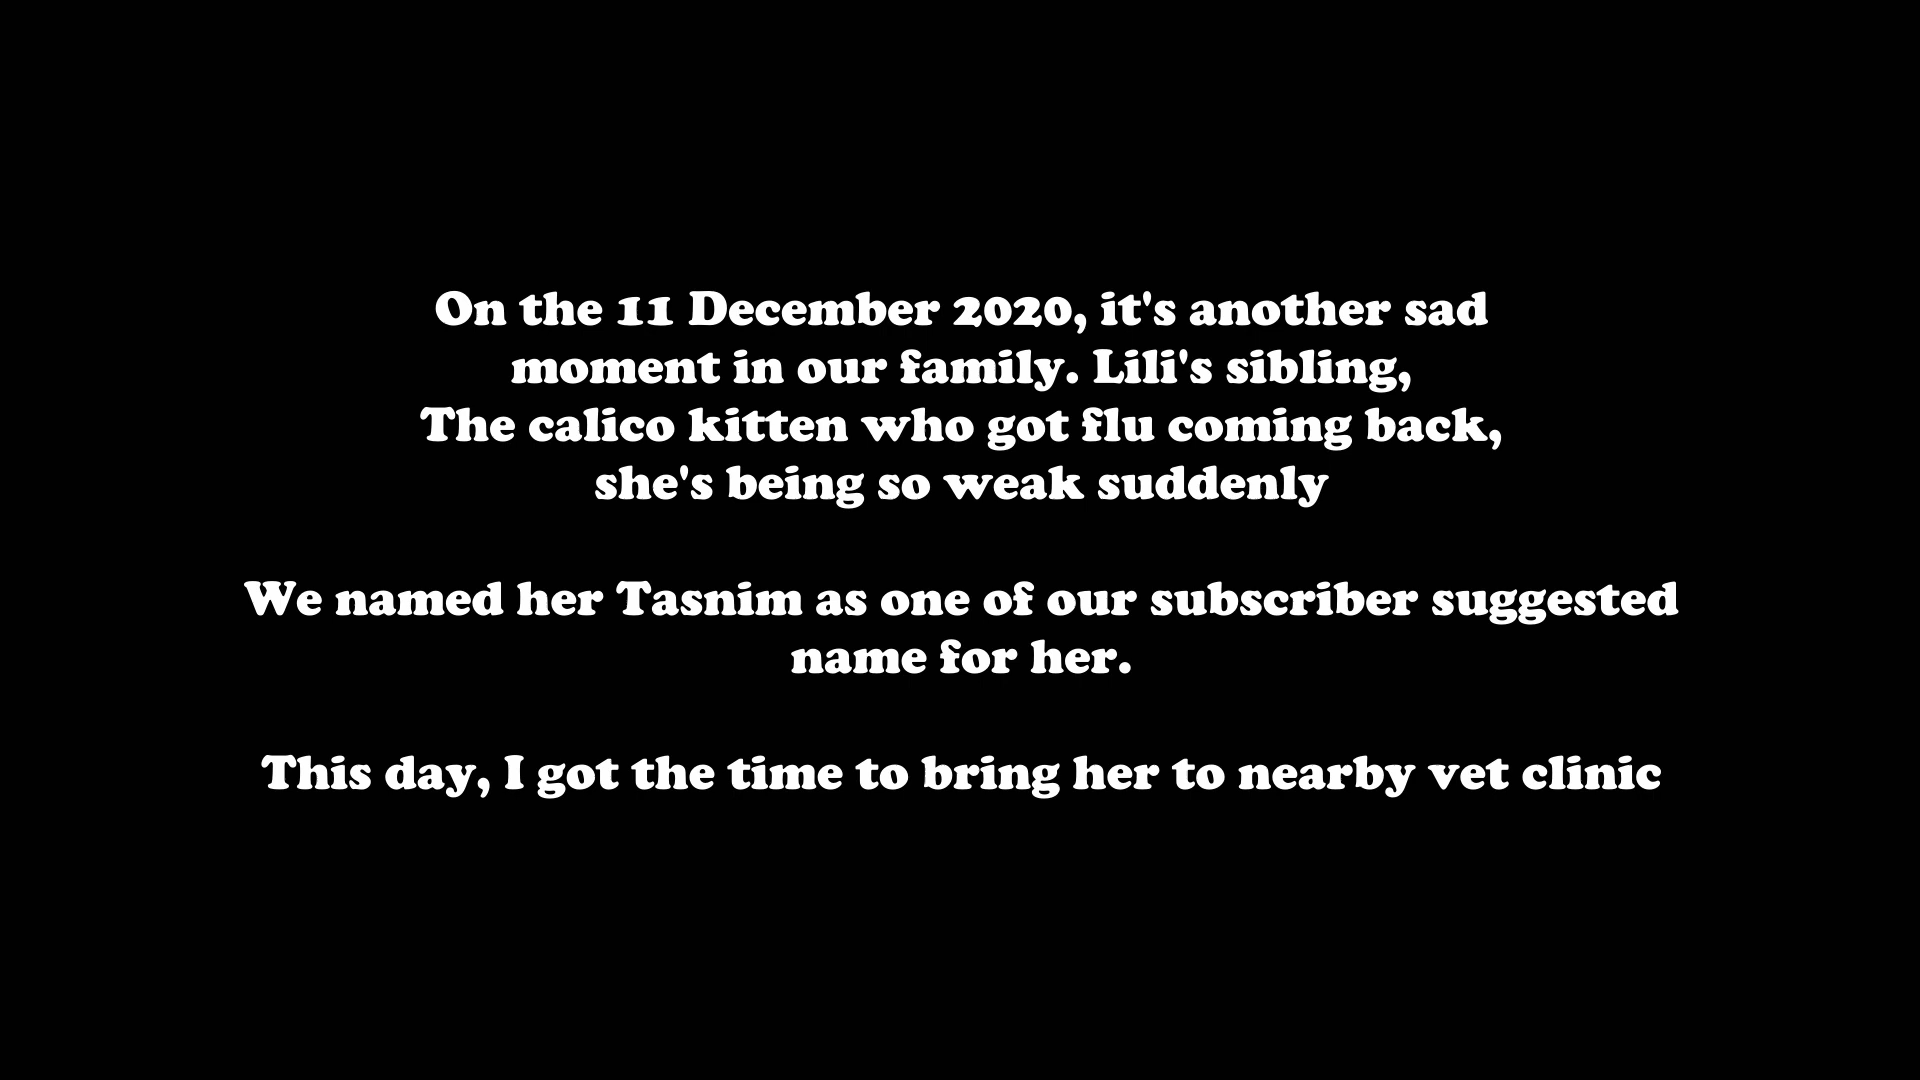 On the 11 December 2020, it's another sad
moment in our family. Lili's sibling,
The calico kitten who got flu coming back,
she's being so weak suddenly
We named her Tasnim as one of our subscriber suggested
name for her.
This day, I got the time to bring her to nearby vet clinic